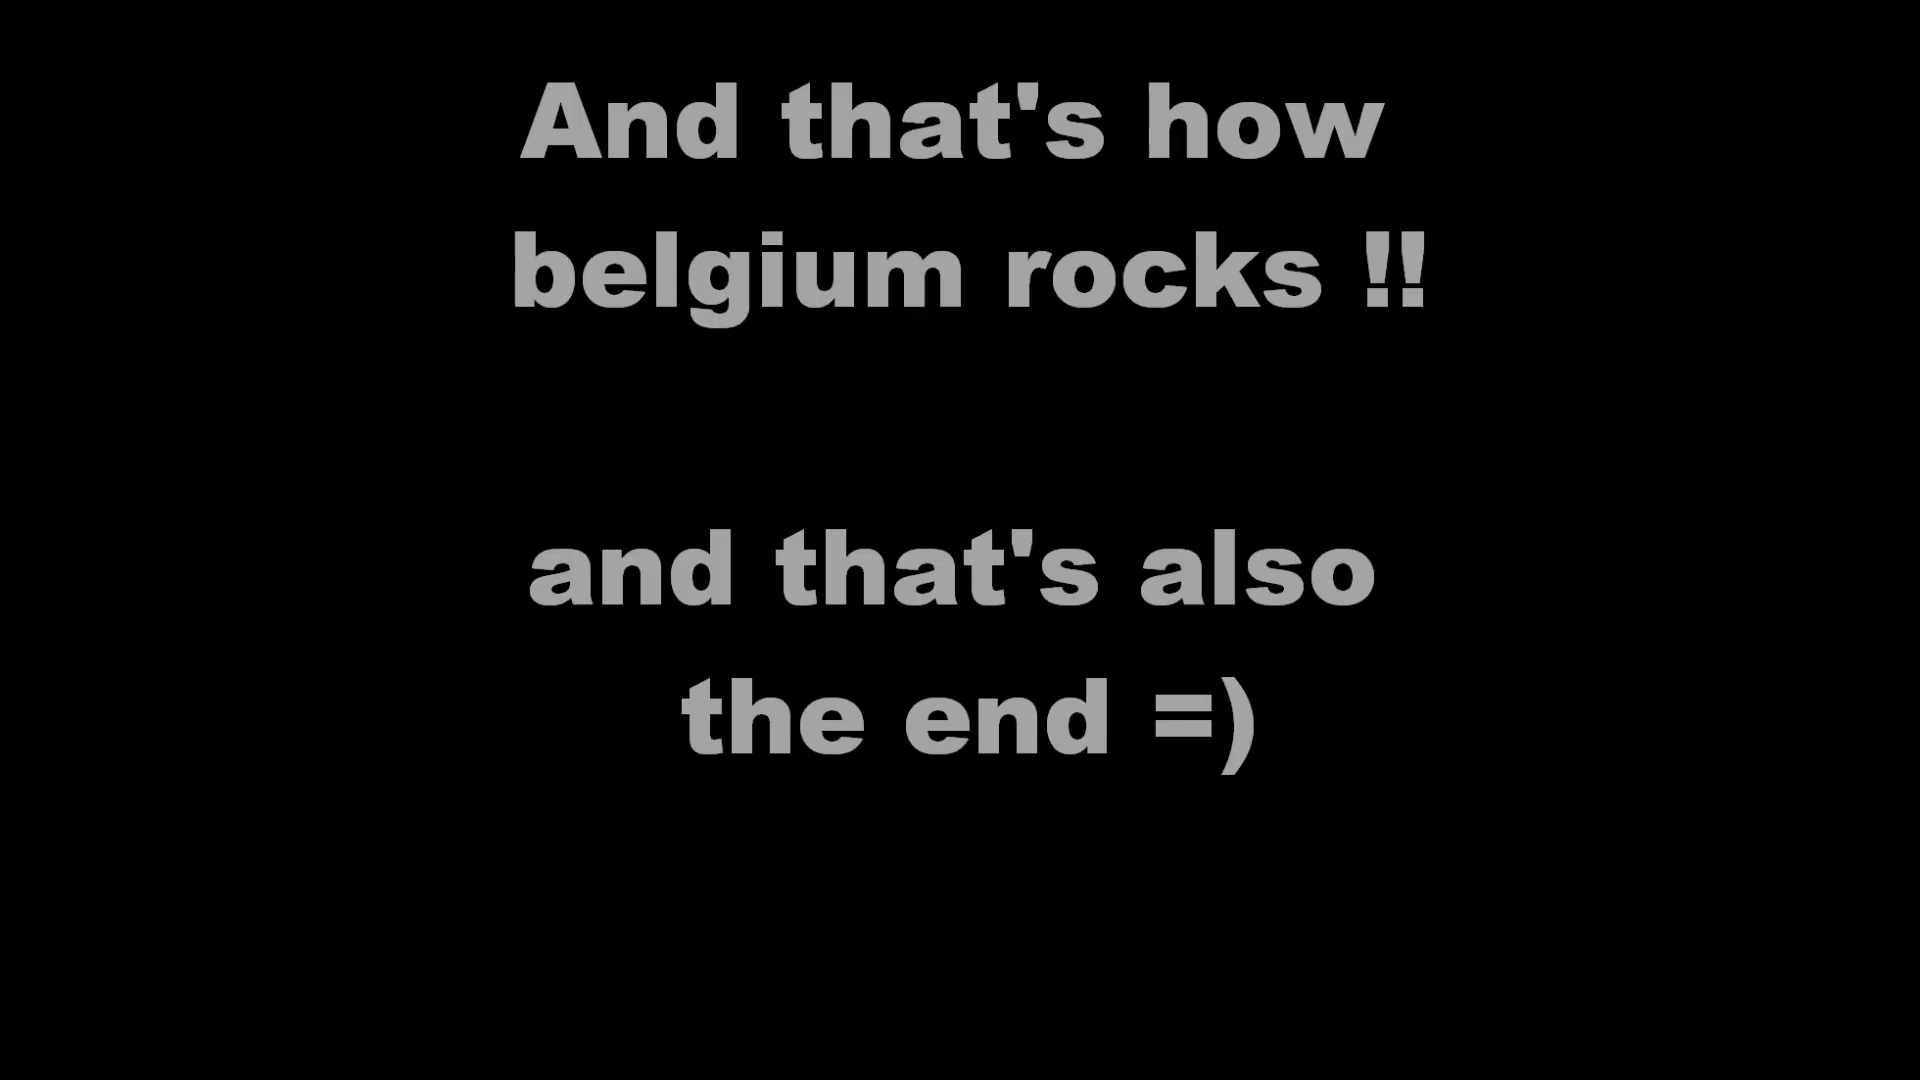 And that's how
belgium rocks !!
and that's also
the end =)